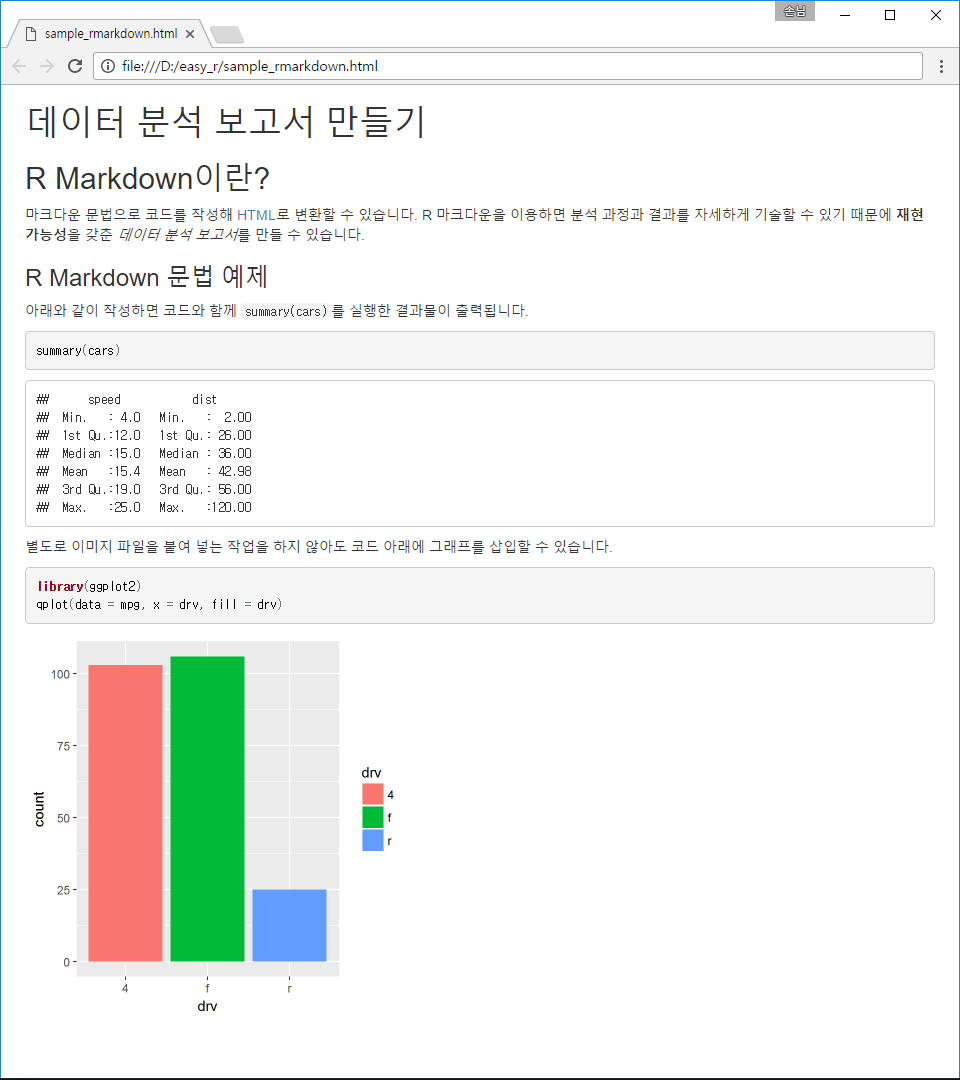 손님
sample_rmarkdown.html
file:///D:/easy_r/sample_rmarkdown.html
데이터 분석 보고서 만들기
R Markdown이란?
마크다운 문법으로 코드를 작성해 HTML로 변환할 수 있습니다. R 마크다운을 이용하면 분석 과정과 결과를 자세하게 기술할 수 있기 때문에 재현
가능성을 갖춘 데이터 분석 보고서를 만들 수 있습니다.
R Markdown 문법 예제
아래와 같이 작성하면 코드와 함께 summary(cars) 를 실행한 결과물이 출력됩니다.
summary(cars)
##      speed           dist
##  Min.   : 4.0   Min.   :  2.00
##  1st Qu.:12.0   1st Qu.: 26.00
##  Median :15.0   Median : 36.00
##  Mean   :15.4   Mean   : 42.98
##  3rd Qu.:19.0   3rd Qu.: 56.00
##  Max.   :25.0   Max.   :120.00
별도로 이미지 파일을 붙여 넣는 작업을 하지 않아도 코드 아래에 그래프를 삽입할 수 있습니다.
library(ggplot2)
qplot(data = mpg, x = drv, fill = drv)
100
75
50
25
0
count
4 f r
drv
drv
4
f
r